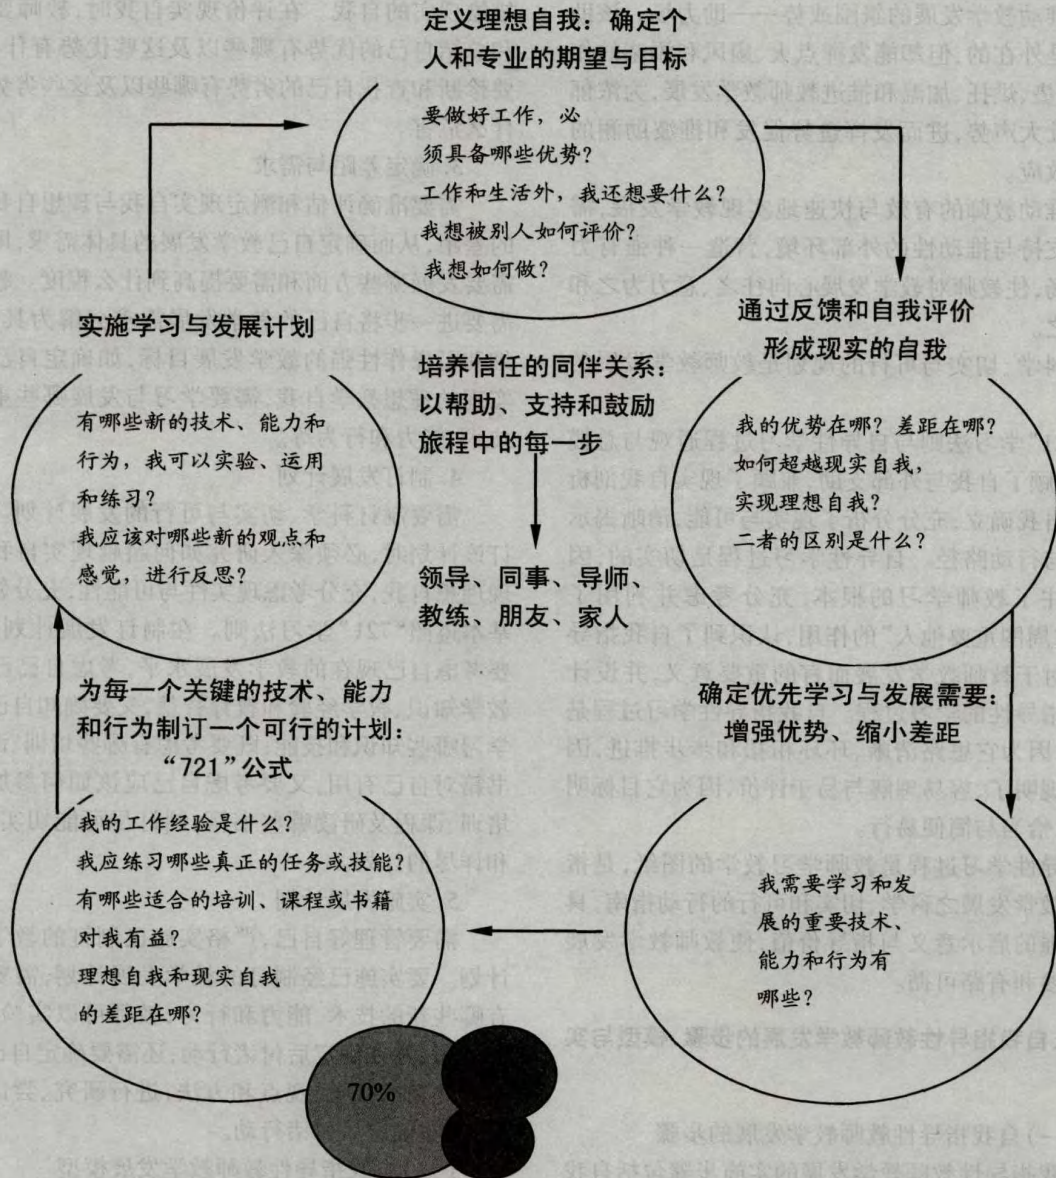 定义理想自我：确定个
人和专业的期望与目标
要做好工作，必
须具备哪些优势？
工作和生活外，我还想要什么？
我想被别人如何评价？
我想如何做？
通过反馈和自我评价
形成现实的自我
我的优势在哪？差距在哪？
如何超越现实自我，
实现理想自我？
二者的区别是什么？
确定优先学习与发展需要：
增强优势、缩小差距
我需要学习和发
展的重要技术、
能力和行为有
哪些？
为每一个关键的技术、能力
和行为制订一个可行的计划：
“721”公式
我的工作经验是什么？
我应练习哪些真正的任务或技能？
有哪些适合的培训、课程或书籍
对我有益？
理想自我和现实自我
的差距在哪？
70%
实施学习与发展计划
有哪些新的技术、能力和
行为，我可以实验、运用
和练习？
我应该对哪些新的观点和
感觉，进行反思？
培养信任的同伴关系：
以帮助、支持和鼓励
旅程中的每一步
领导、同事、导师、
教练、朋友、家人